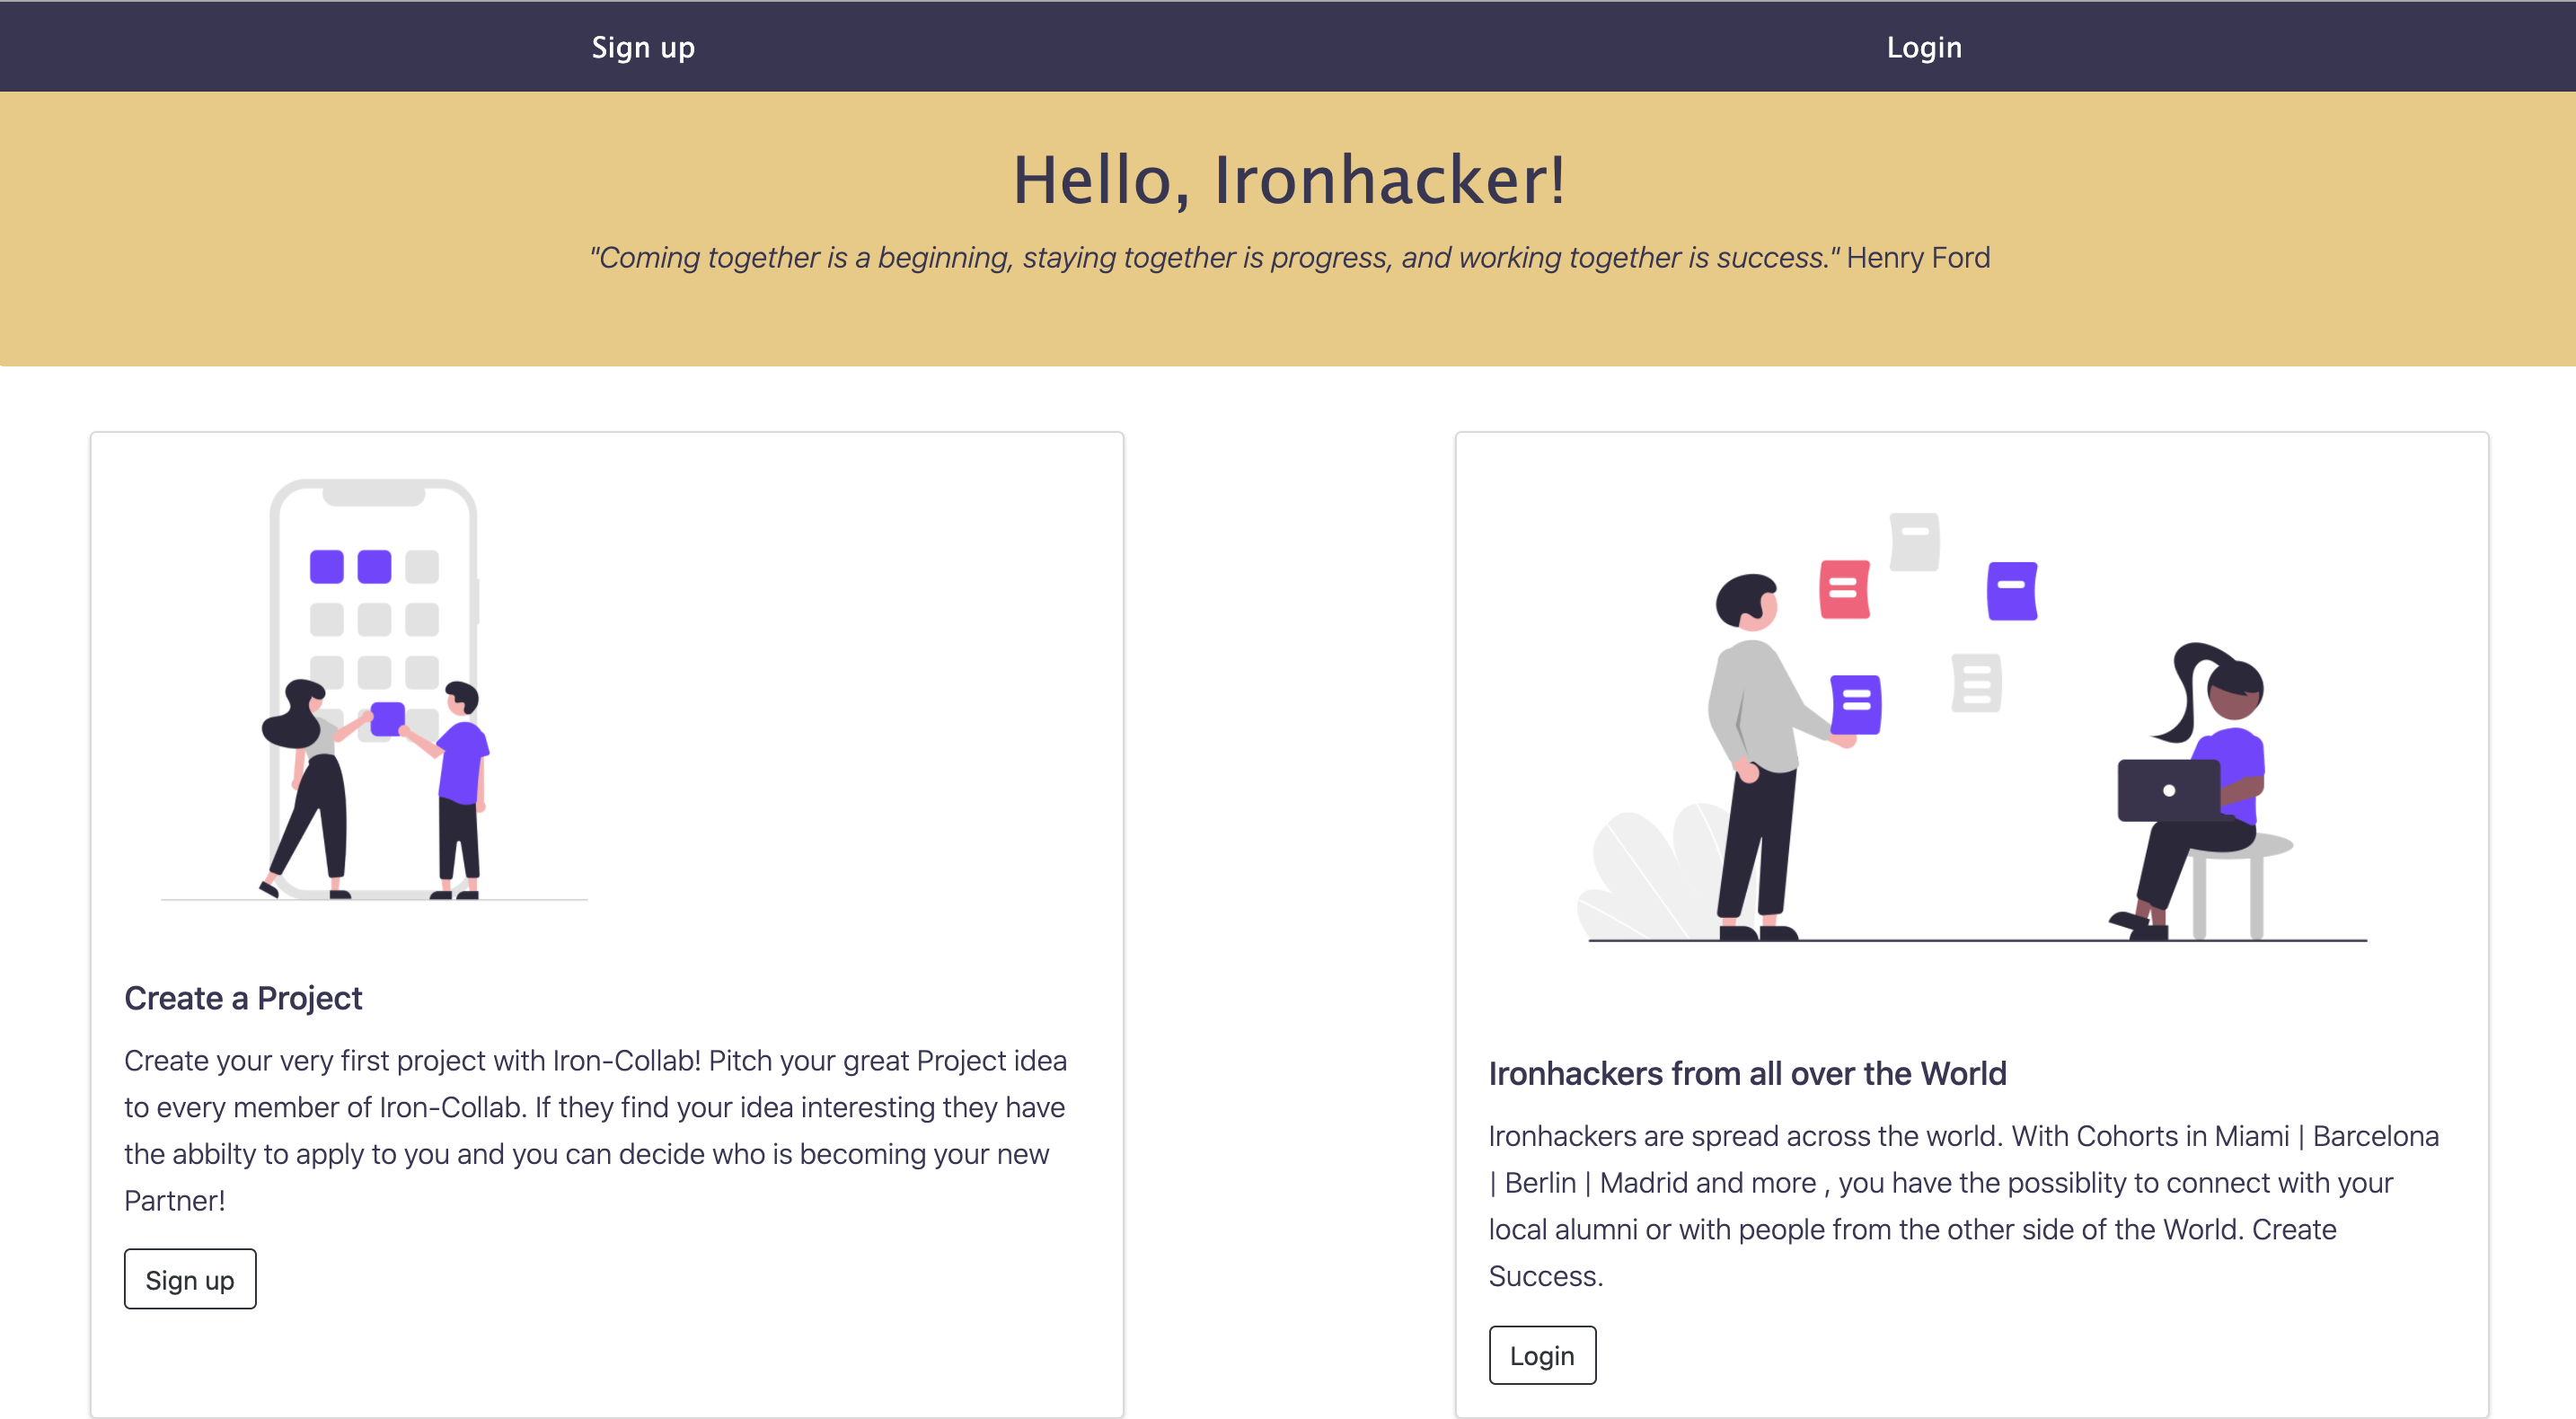 Sign up
Login
Hello, Ironhacker!
"Coming together is a beginning, staying together is progress, and working together is success." Henry Ford
Create a Project
Create your very first project with Iron-Collab! Pitch your great Project idea
to every member of Iron-Collab. If they find your idea interesting they have
the abbilty to apply to you and you can decide who is becoming your new
Partner!
Sign up
Ironhackers from all over the World
Ironhackers are spread across the world. With Cohorts in Miami | Barcelona
| Berlin | Madrid and more , you have the possiblity to connect with your
local alumni or with people from the other side of the World. Create
Success.
Login